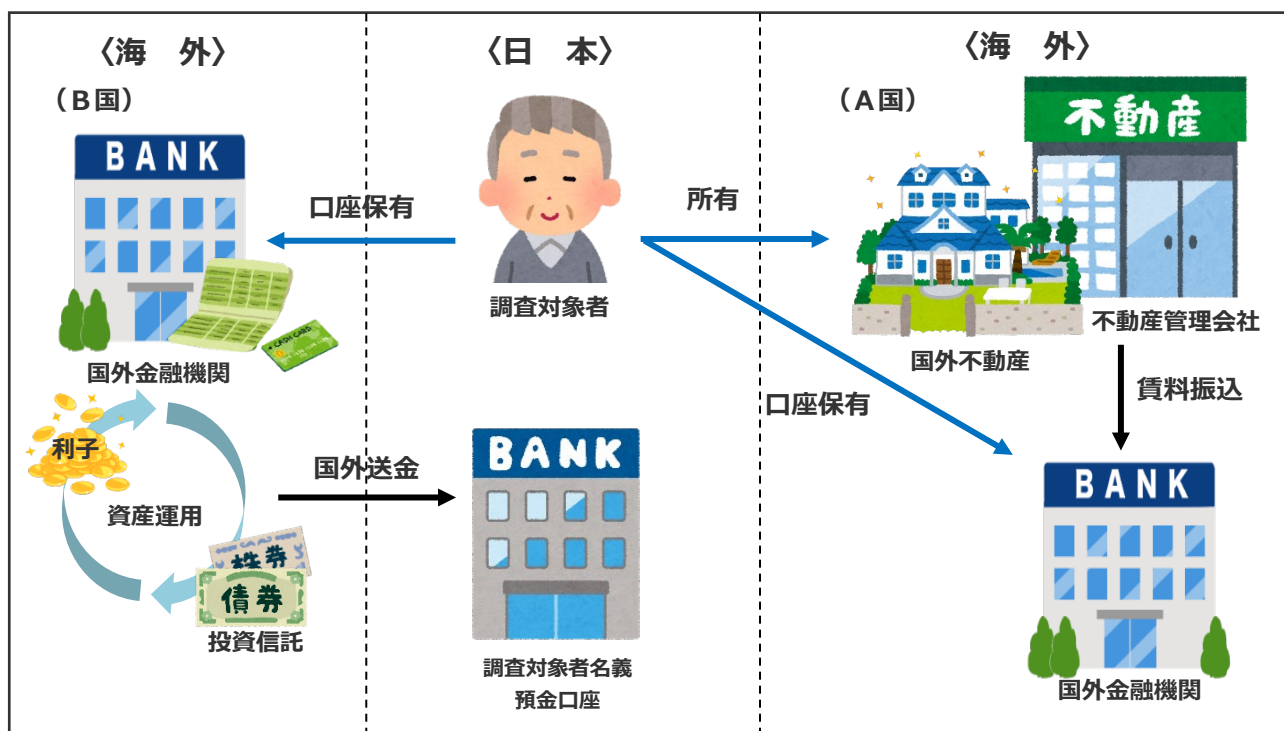 〈海　外〉
（B国）
BANK
CASH CARD
国外金融機関
利子
資産運用
株券
債券
投資信託
口座保有
国外送金
〈日　本〉
調査対象者
BANK
調査対象者名義
預金口座
〈海　外〉
（A国）
不動産
所有
国外不動産
不動産管理会社
口座保有
賃料振込
BANK
国外金融機関